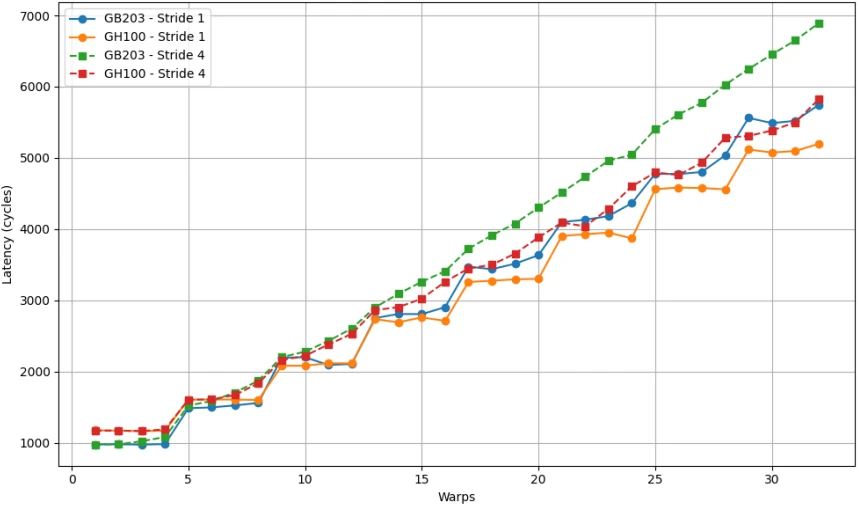 GB203 - Stride 1
GH100 - Stride 1
GB203 - Stride 4
GH100 - Stride 4
7000
6000
5000
4000
3000
2000
1000
Latency (cycles)
0 5 10 15 20 25 30
Warps